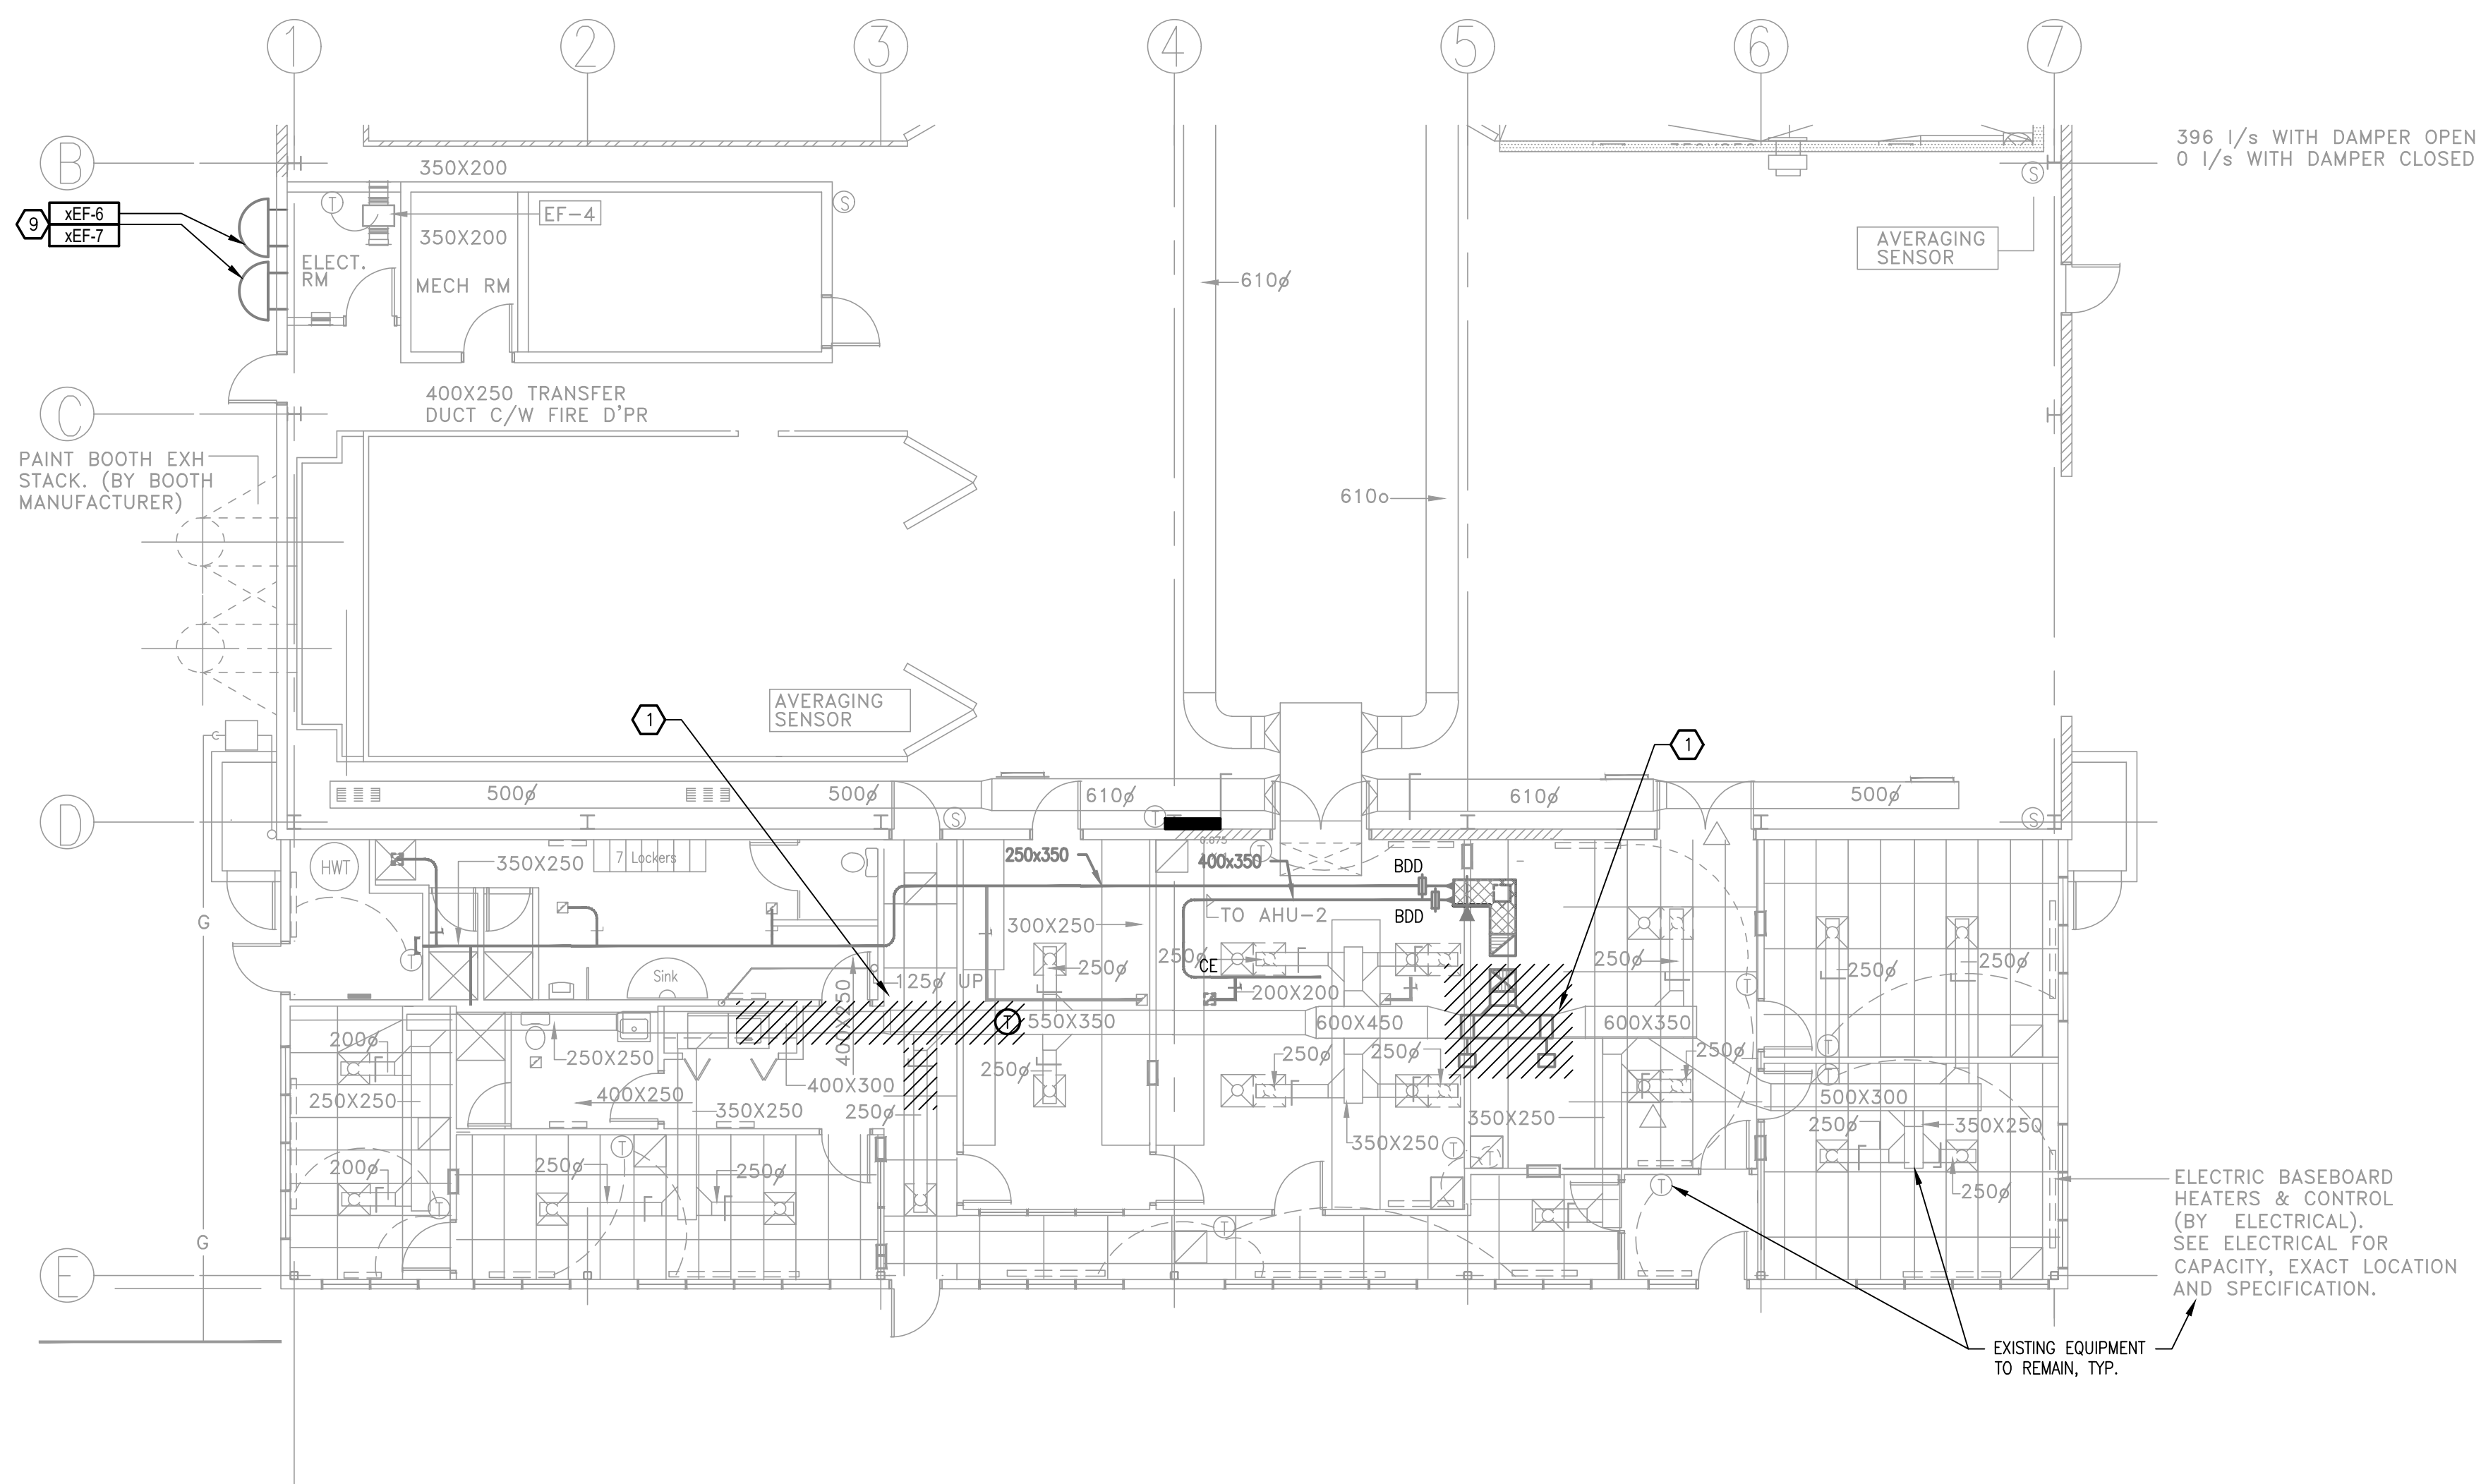 1
2
3
4
5
6
7
B
C
D
E
396 l/s WITH DAMPER OPEN
0 l/s WITH DAMPER CLOSED
350X200
S
9
xEF-6
xEF-7
T
EF-4
S
350X200
ELECT.
RM
MECH RM
AVERAGING
SENSOR
610ø
400X250 TRANSFER
DUCT C/W FIRE D'PR
PAINT BOOTH EXH
STACK. (BY BOOTH
MANUFACTURER)
610o
AVERAGING
SENSOR
1
1
500ø
500ø
610ø
610ø
500ø
S
T
S
0.875
HWT
350X250
7 Lockers
250x350
400x350
T
BDD
BDD
G
300X250
TO AHU-2
T
Sink
125ø UP
250ø
250ø
CE
200X200
250ø
250ø
250ø
T
400X250
T
550X350
600X450
600X350
200ø
250X250
250ø
250ø
250ø
250ø
T
T
250X250
400X250
400X300
350X250
250ø
350X250
350X250
500X300
250ø
350X250
T
T
T
200ø
250ø
250ø
T
T
T
250ø
G
ELECTRIC BASEBOARD
HEATERS & CONTROL
(BY ELECTRICAL).
SEE ELECTRICAL FOR
CAPACITY, EXACT LOCATION
AND SPECIFICATION.
EXISTING EQUIPMENT
TO REMAIN, TYP.